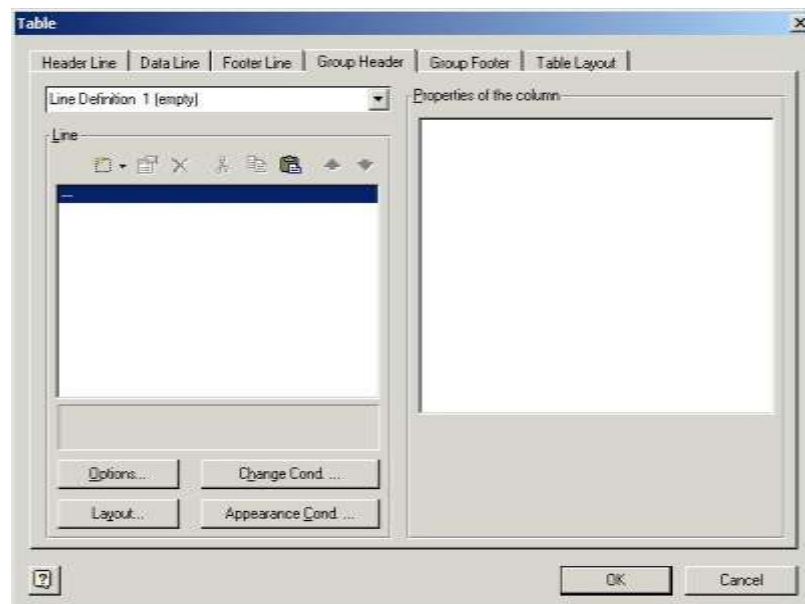 Table
Header Line Data Line Footer Line Group Header Group Footer Table Layout
Line Definition 1 (empty)
Properties of the column
Line
Options...
Change Cond. ...
Layout...
Appearance Cond. ...
OK
Cancel